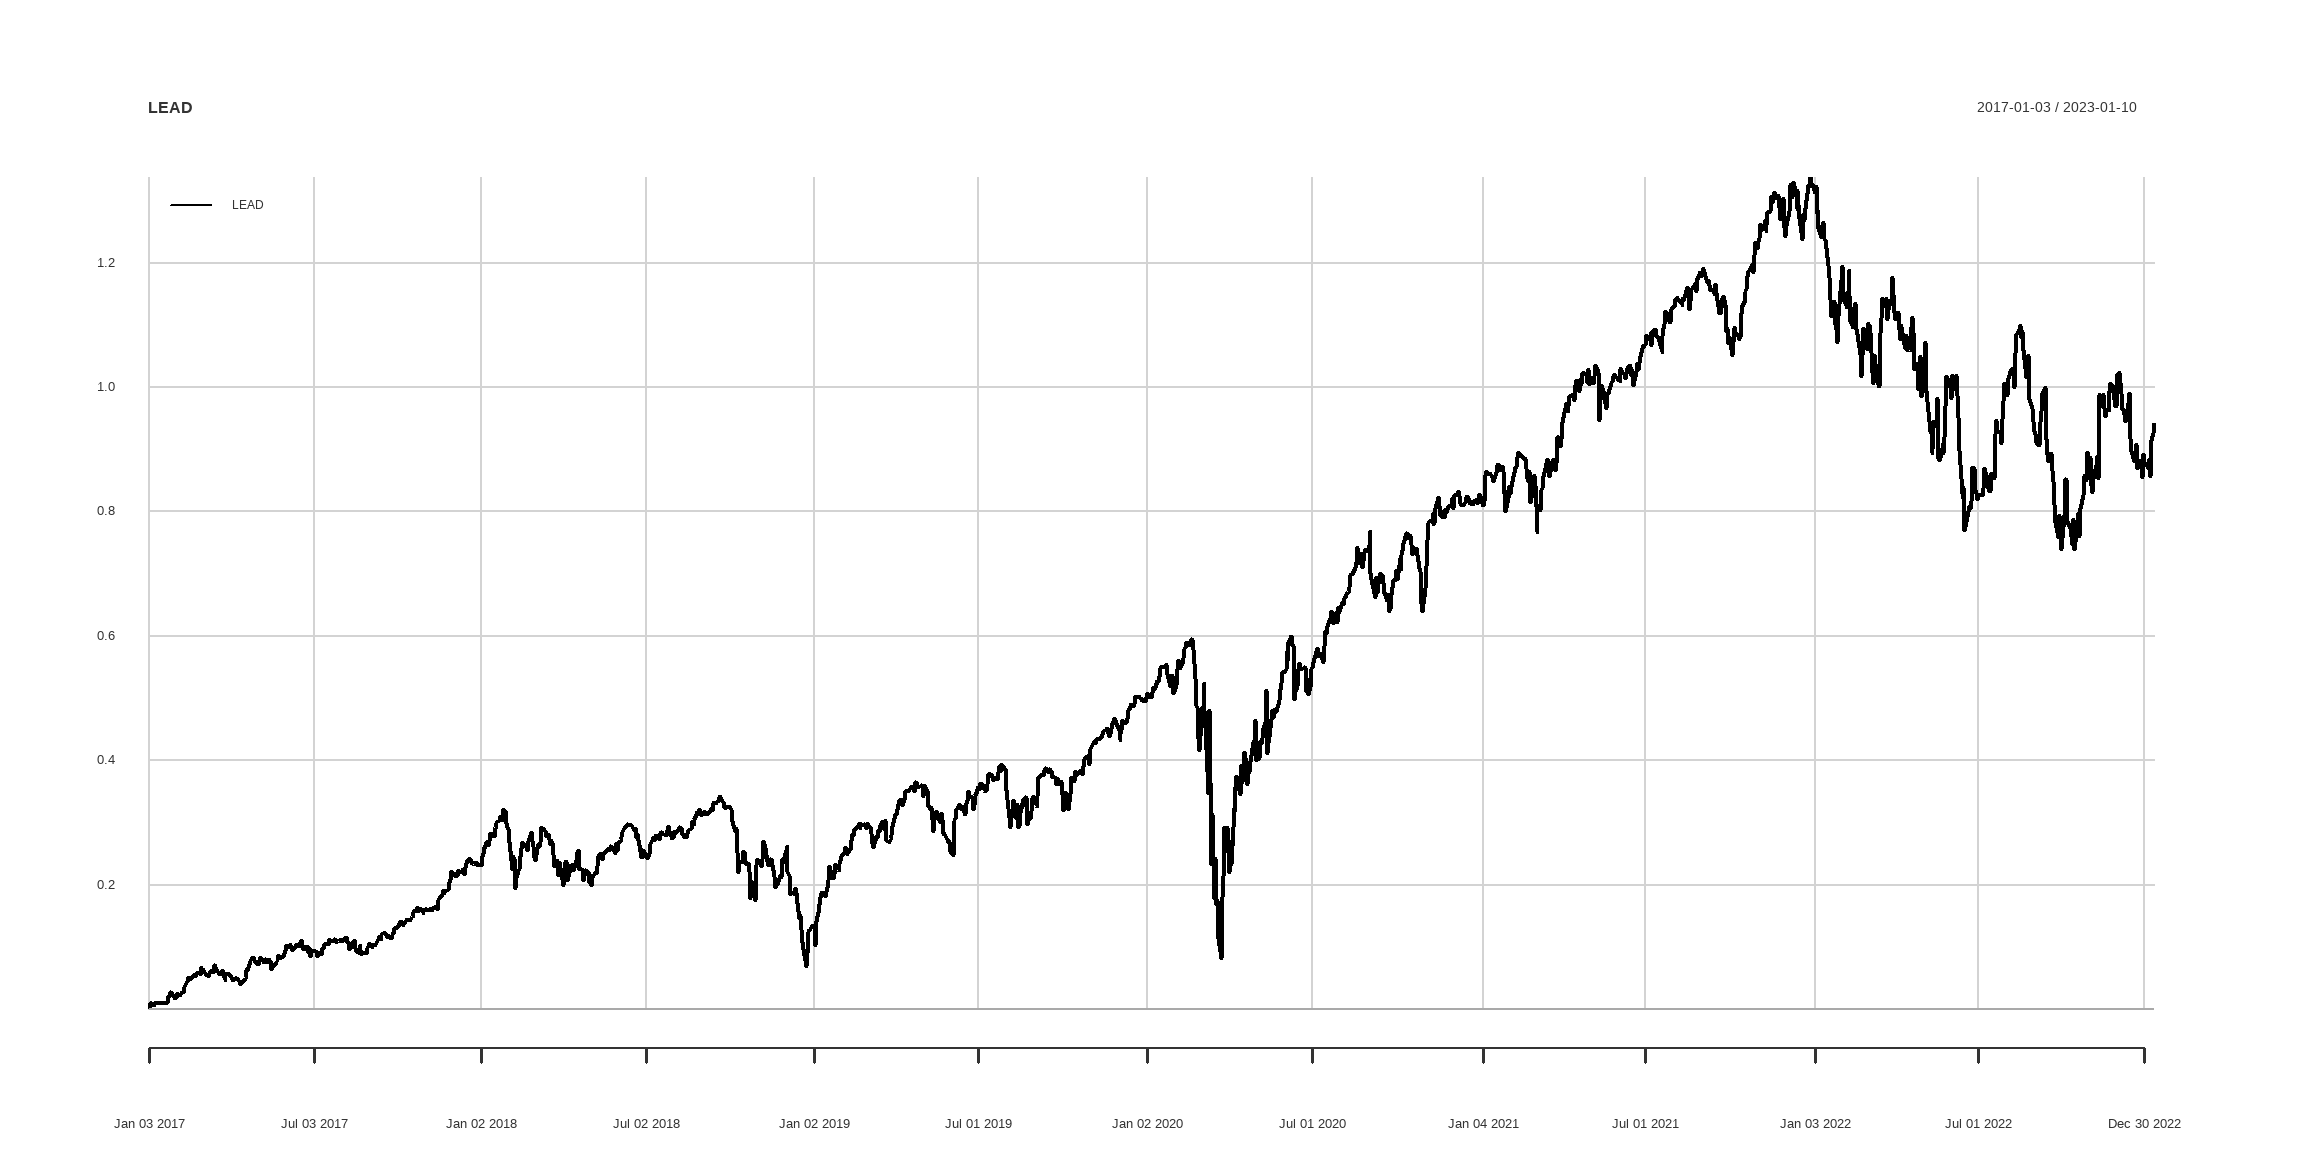 LEAD
2017-01-03 / 2023-01-10
LEAD
1.2
1.0
0.8
0.6
0.4
0.2
Jan 03 2017
Jul 03 2017
Jan 02 2018
Jul 02 2018
Jan 02 2019
Jul 01 2019
Jan 02 2020
Jul 01 2020
Jan 04 2021
Jul 01 2021
Jan 03 2022
Jul 01 2022
Dec 30 2022